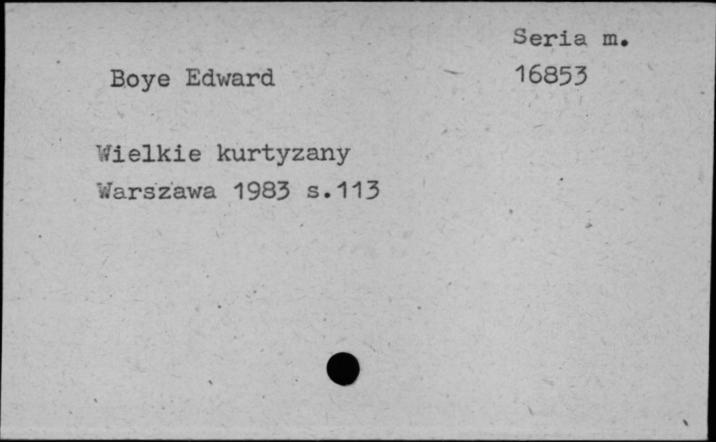 Seria m.
Boye Edward 16853
Wielkie kurtyzany
Warszawa 1983 s.113